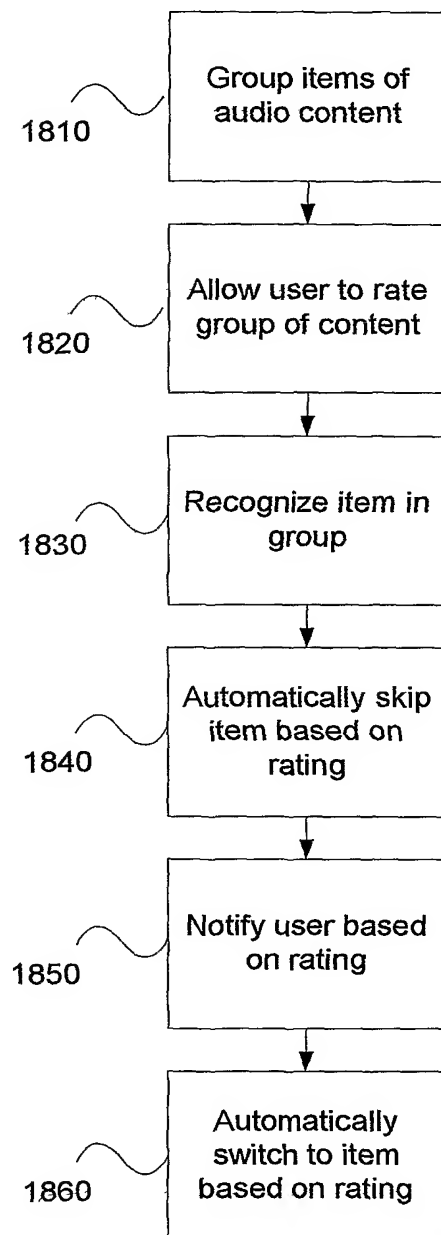 Group items of
audio content
1810
Allow user to rate
group of content
1820
Recognize item in
group
1830
Automatically skip
item based on
rating
1840
Notify user based
on rating
1850
Automatically
switch to item
based on rating
1860